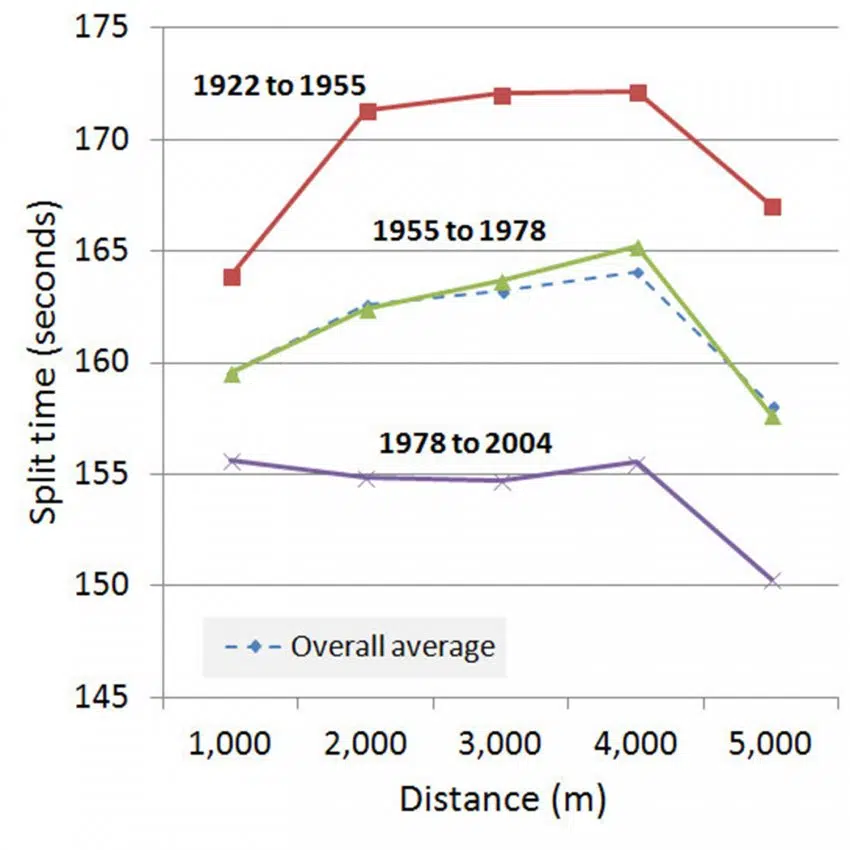 175
1922 to 1955
170
1955 to 1978
165
160
1978 to 2004
155
150
Overall average
145
1,000 2,000 3,000 4,000 5,000
Distance (m)
Split time (seconds)